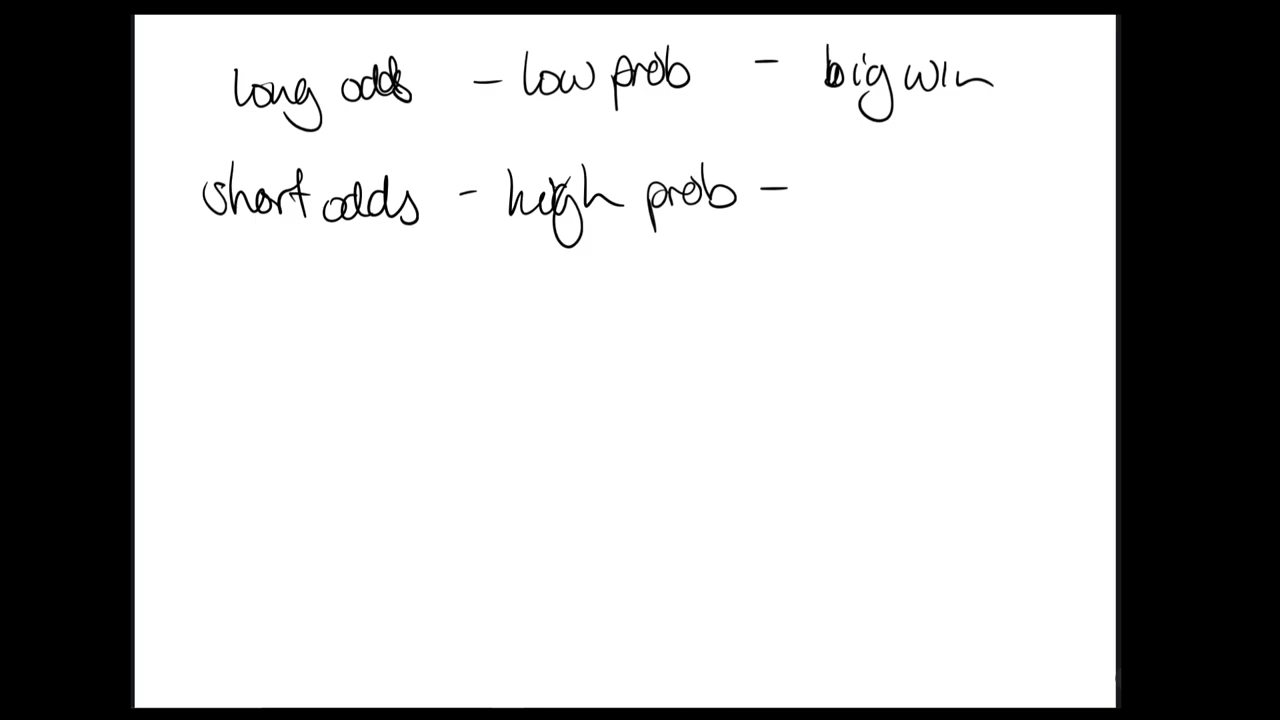 long odds - low prob - big win
short odds - high prob -